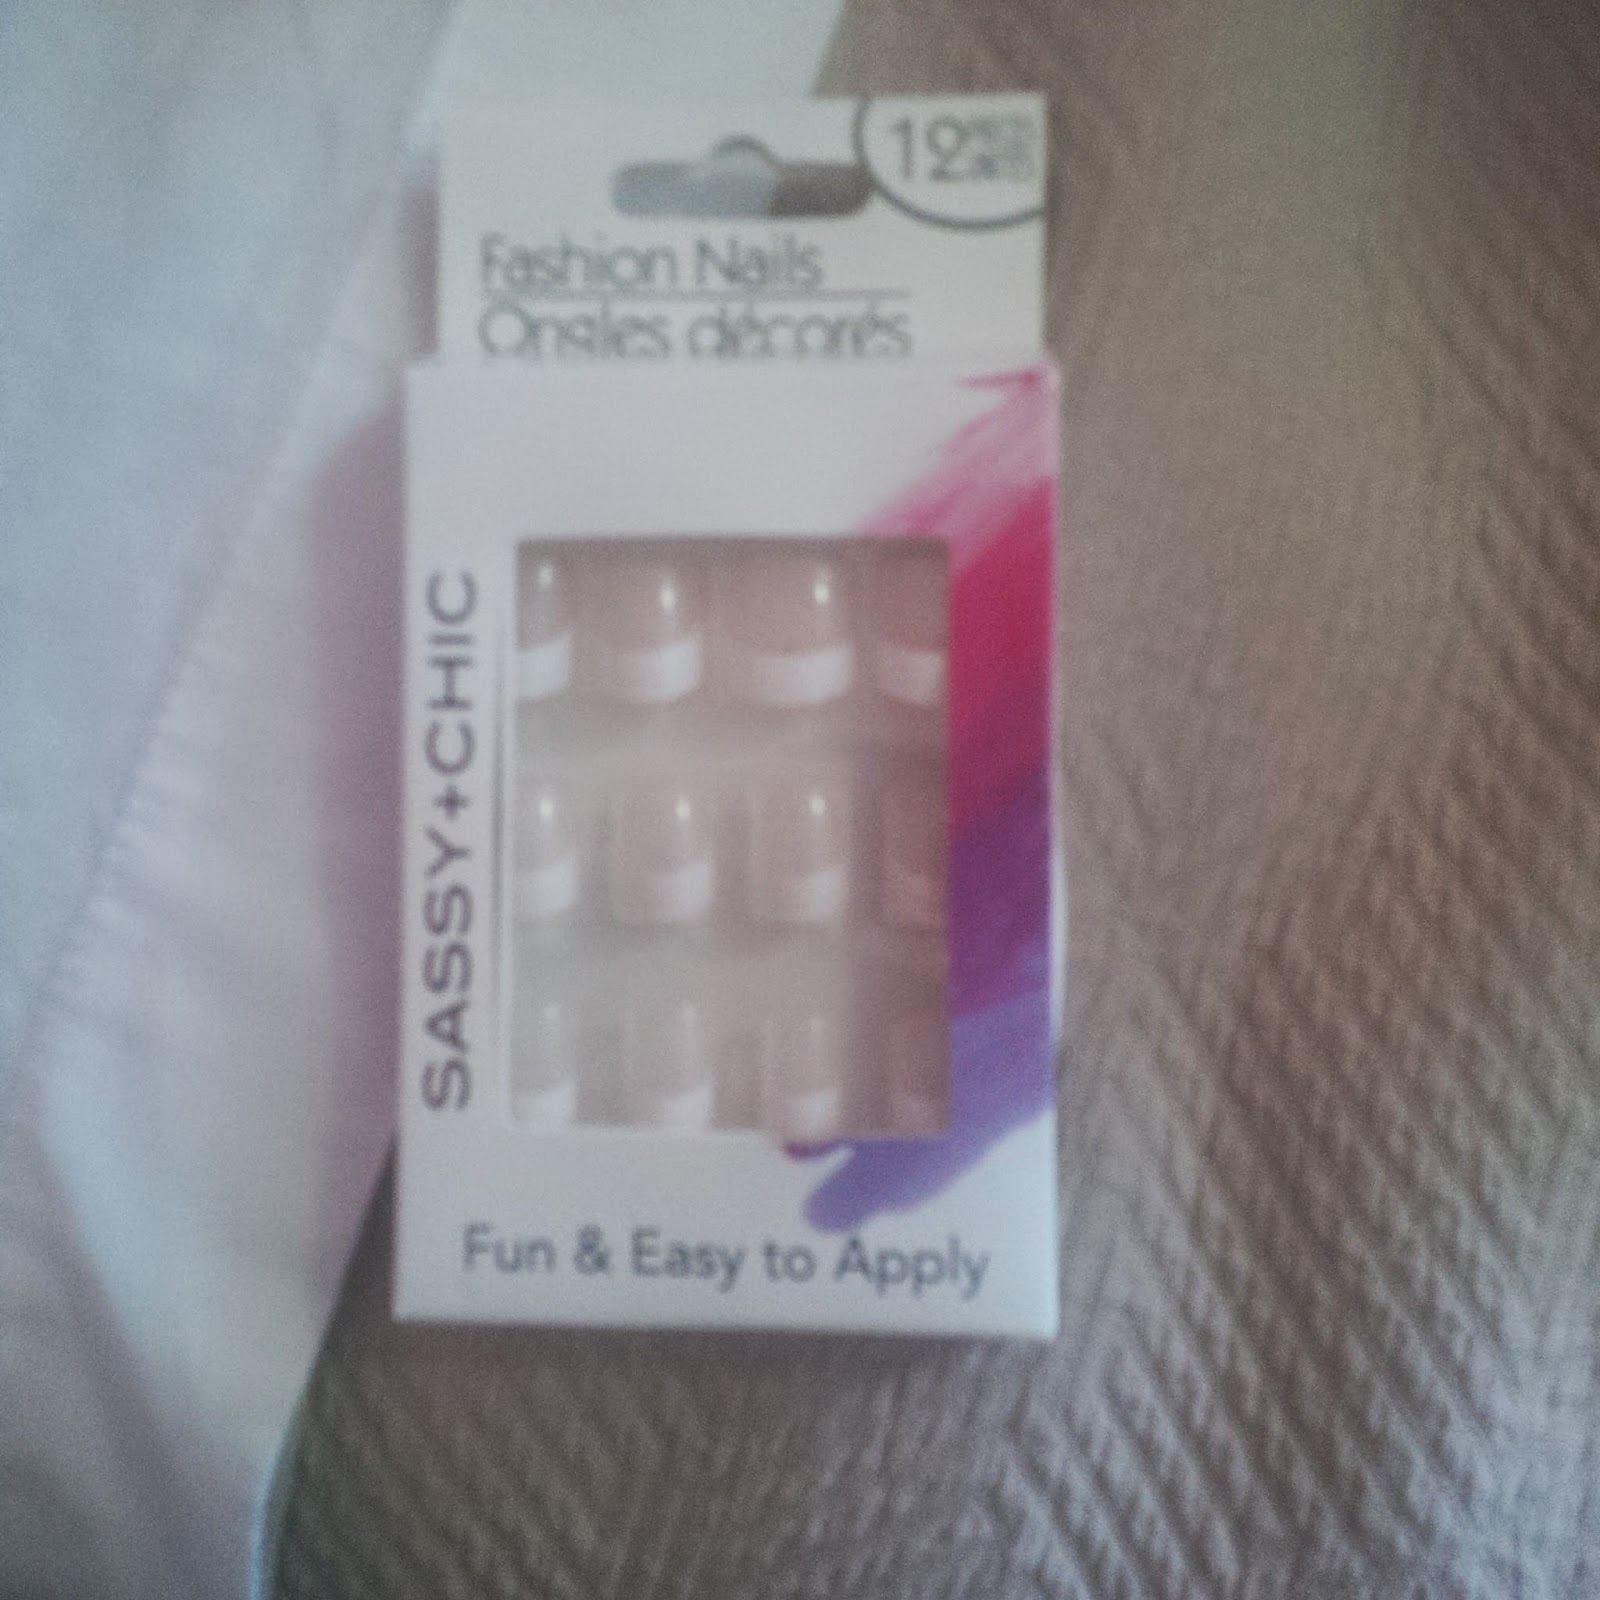 12
Fashion Nails
Ongles décorés
SASSY+CHIC
Fun & Easy to Apply